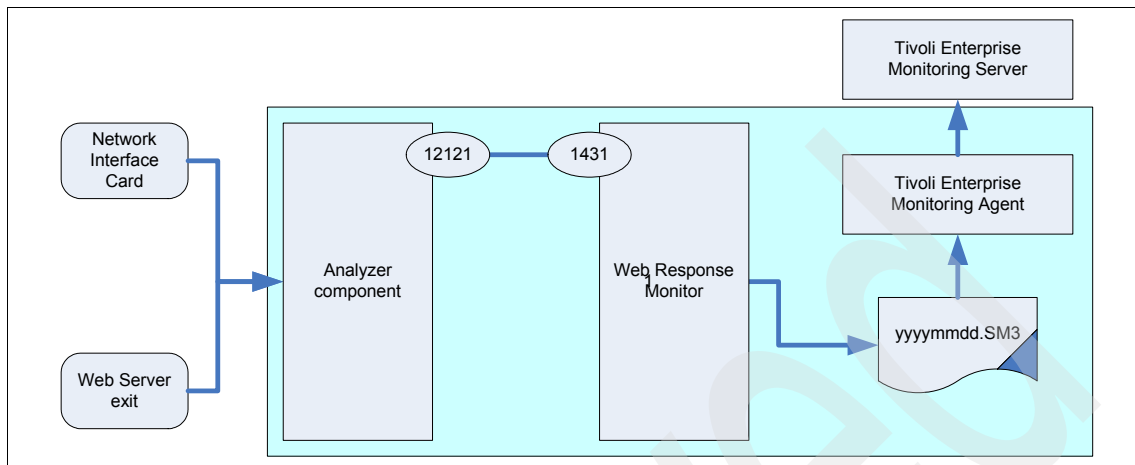 Tivoli Enterprise
Monitoring Server
Network
Interface
Card
12121
1431
Tivoli Enterprise
Monitoring Agent
Analyzer
component
Web Response
Monitor
1
yyyymmdd.SM3
Web Server
exit